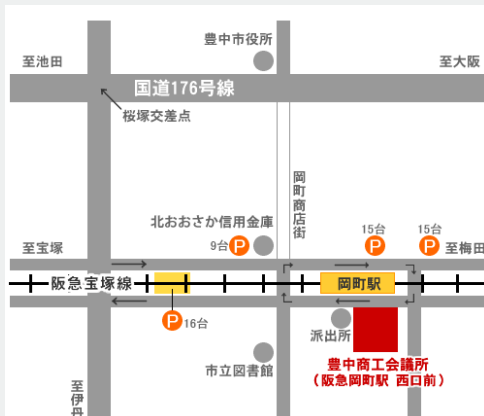 豊中市役所
至池田
至大阪
国道176号線
桜塚交差点
岡町商店街
北おおさか信用金庫
9台 P
15台
P
15台
P
至宝塚
至梅田
阪急宝塚線
岡町駅
P 16台
派出所
市立図書館
豊中商工会議所
(阪急岡町駅 西口前)
至伊丹